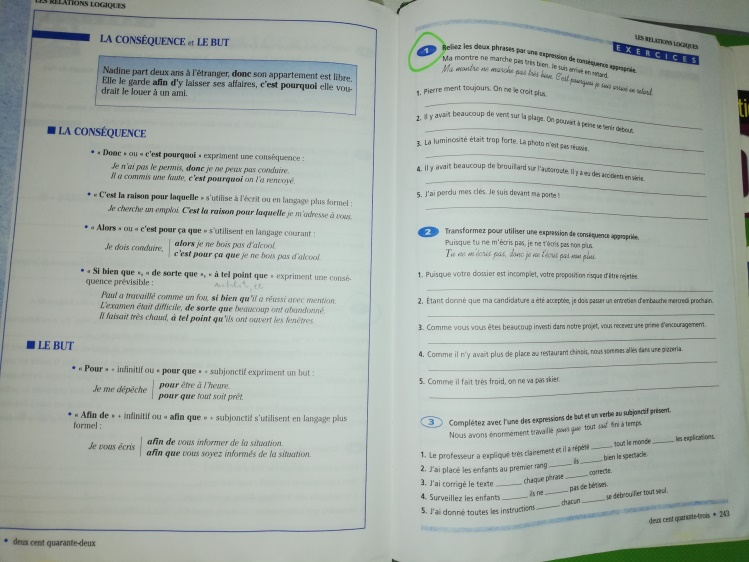 LES RELATIONS LOGIQUES
LA CONSÉQUENCE et LE BUT
Nadine part deux ans à l'étranger, donc son appartement est libre.
Elle le garde afin d'y laisser ses affaires, c'est pourquoi elle vou-
drait le louer à un ami.
LA CONSÉQUENCE
• « Donc » ou « c'est pourquoi » expriment une conséquence :
Je n'ai pas le permis, donc je ne peux pas conduire.
Il a commis une faute, c'est pourquoi on l'a renvoyé.
• « C'est la raison pour laquelle » s'utilise à l'écrit ou en langage plus formel :
Je cherche un emploi. C'est la raison pour laquelle je m'adresse à vous.
• « Alors » ou « c'est pour ça que » s'utilisent en langage courant :
alors je ne bois pas d'alcool.
Je dois conduire,
c'est pour ça que je ne bois pas d'alcool.
• « Si bien que », « de sorte que », « à tel point que » expriment une consé-
quence prévisible :
Paul a travaillé comme un fou, si bien qu'il a réussi avec mention.
L'examen était difficile, de sorte que beaucoup ont abandonné.
Il faisait très chaud, à tel point qu'ils ont ouvert les fenêtres.
LE BUT
• « Pour » + infinitif ou « pour que » + subjonctif expriment un but :
pour être à l'heure.
Je me dépêche
pour que tout soit prêt.
• « Afin de » + infinitif ou « afin que » + subjonctif s'utilisent en langage plus
formel :
afin de vous informer de la situation.
Je vous écris
afin que vous soyez informés de la situation.
• deux cent quarante-deux
LES RELATIONS LOGIQUES
EXERCICES
1 Reliez les deux phrases par une expression de conséquence appropriée.
Ma montre ne marche pas très bien. Je suis arrivé en retard.
Ma montre ne marche pas très bien. C'est pourquoi je suis arrivé en retard.
1. Pierre ment toujours. On ne le croit plus.
2. Il y avait beaucoup de vent sur la plage. On pouvait à peine se tenir debout.
3. La luminosité était trop forte. La photo n'est pas réussie.
4. Il y avait beaucoup de brouillard sur l'autoroute. Il y a eu des accidents en série.
5. J'ai perdu mes clés. Je suis devant ma porte !
2 Transformez pour utiliser une expression de conséquence appropriée.
Puisque tu ne m'écris pas, je ne t'écris pas non plus.
Tu ne m'écris pas, donc je ne t'écris pas non plus.
1. Puisque votre dossier est incomplet, votre proposition risque d'être rejetée.
2. Étant donné que ma candidature a été acceptée, je dois passer un entretien d'embauche mercredi prochain.
3. Comme vous vous êtes beaucoup investi dans notre projet, vous recevez une prime d'encouragement.
4. Comme il n'y avait plus de place au restaurant chinois, nous sommes allés dans une pizzeria.
5. Comme il fait très froid, on ne va pas skier.
3 Complétez avec l'une des expressions de but et un verbe au subjonctif présent.
Nous avons énormément travaillé pour que tout soit fini à temps.
1. Le professeur a expliqué très clairement et il a répété ______ tout le monde ______ les explications.
2. J'ai placé les enfants au premier rang ______ ils ______ bien le spectacle.
3. J'ai corrigé le texte ______ chaque phrase ______ correcte.
4. Surveillez les enfants ______ ils ne ______ pas de bêtises.
5. J'ai donné toutes les instructions ______ chacun ______ se débrouiller tout seul.
deux cent quarante-trois • 243